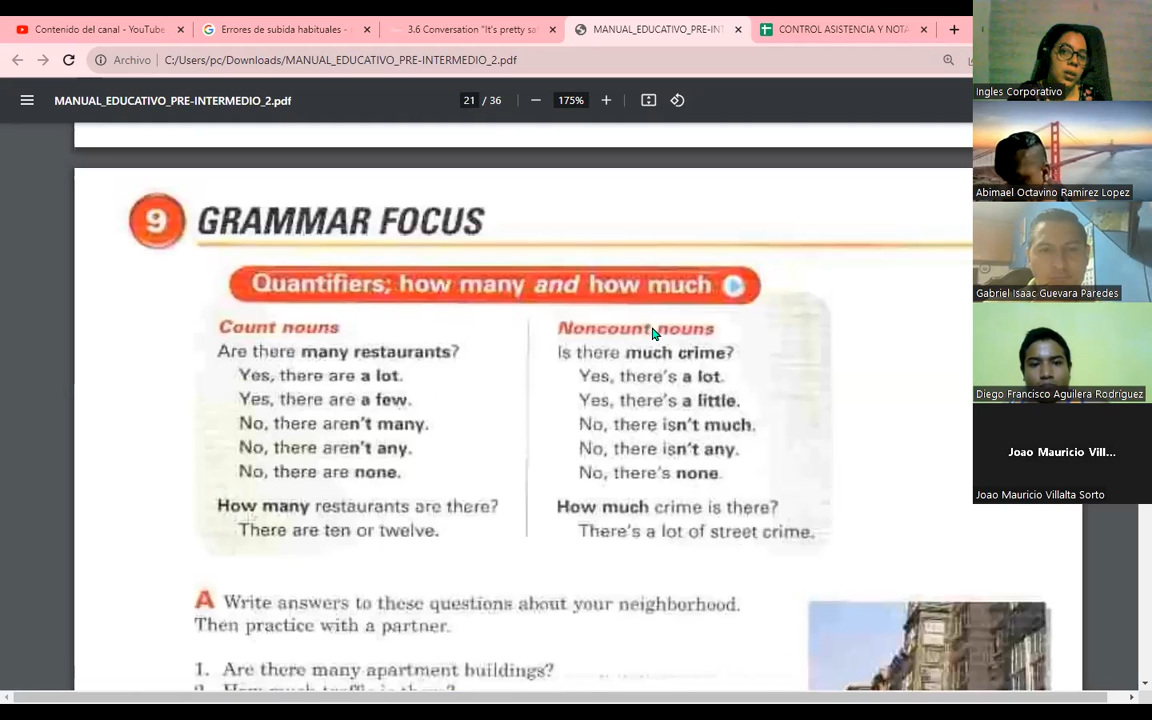 Contenido del canal - YouTube
Errores de subida habituales -
3.6 Conversation "It's pretty sa
MANUAL_EDUCATIVO_PRE-INT
CONTROL ASISTENCIA Y NOTA
Archivo
C:/Users/pc/Downloads/MANUAL_EDUCATIVO_PRE-INTERMEDIO_2.pdf
MANUAL_EDUCATIVO_PRE-INTERMEDIO_2.pdf
21 / 36
175%
9 GRAMMAR FOCUS
Quantifiers; how many and how much
Count nouns
Are there many restaurants?
Yes, there are a lot.
Yes, there are a few.
No, there aren't many.
No, there aren't any.
No, there are none.
How many restaurants are there?
There are ten or twelve.
Noncount nouns
Is there much crime?
Yes, there's a lot.
Yes, there's a little.
No, there isn't much.
No, there isn't any.
No, there's none.
How much crime is there?
There's a lot of street crime.
A Write answers to these questions about your neighborhood.
Then practice with a partner.
1. Are there many apartment buildings?
2. How much traffic is there?
Ingles Corporativo
Abimael Octavino Ramirez Lopez
Gabriel Isaac Guevara Paredes
Diego Francisco Aguilera Rodríguez
Joao Mauricio Vill...
Joao Mauricio Villalta Sorto